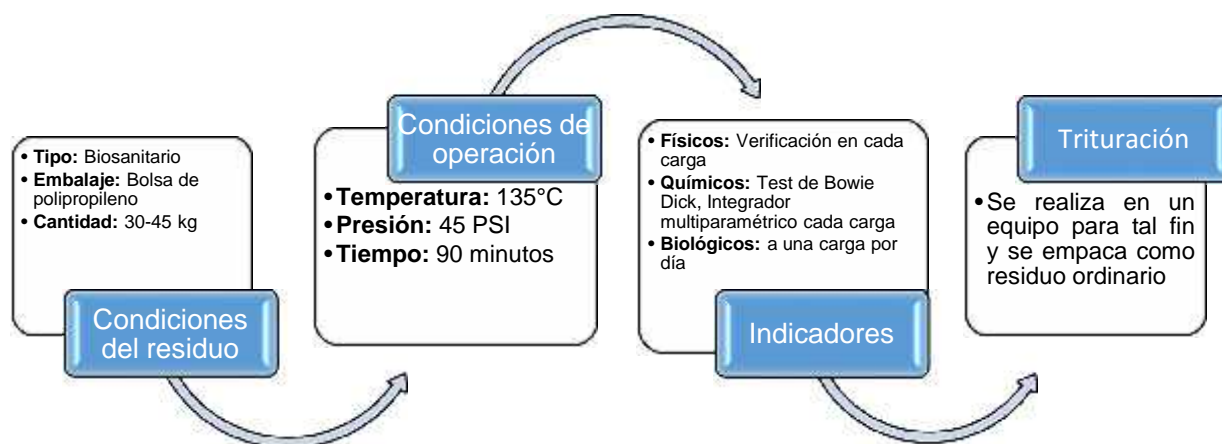 • Tipo: Biosanitario
• Embalaje: Bolsa de
polipropileno
• Cantidad: 30-45 kg
Condiciones
del residuo
Condiciones de
operación
• Temperatura: 135°C
• Presión: 45 PSI
• Tiempo: 90 minutos
• Físicos: Verificación en cada
carga
• Químicos: Test de Bowie
Dick, Integrador
multiparamétrico cada carga
• Biológicos: a una carga por
día
Indicadores
Trituración
• Se realiza en un
equipo para tal fin
y se empaca como
residuo ordinario